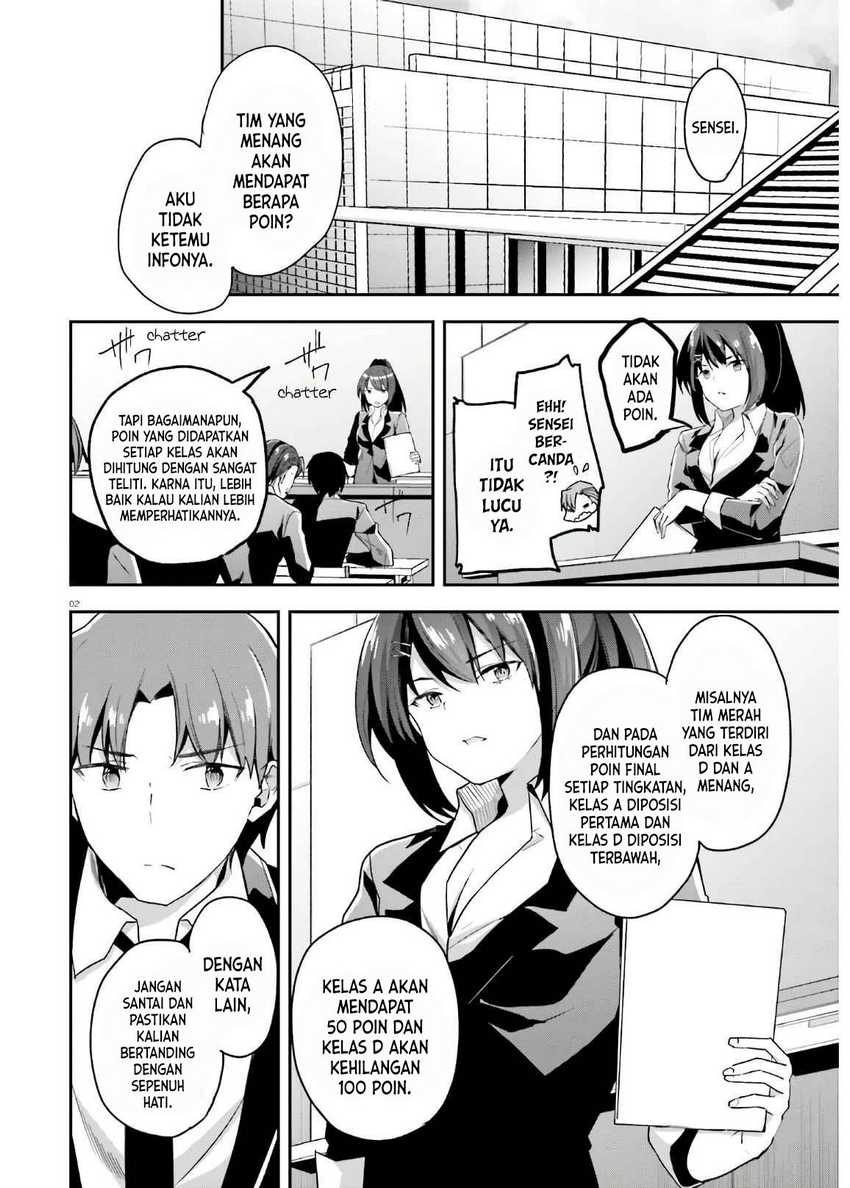 SENSEI.
TIM YANG
MENANG
AKAN
MENDAPAT
BERAPA
POIN?
AKU
TIDAK
KETEMU
INFONYA.
TIDAK
AKAN
ADA
POIN.
EHH!
SENSEI
BER-
CANDA
?!
ITU
TIDAK
LUCU
YA.
ザワ
chatter
ザワ
chatter
TAPI BAGAIMANAPUN,
POIN YANG DIDAPATKAN
SETIAP KELAS AKAN
DIHITUNG DENGAN SANGAT
TELITI. KARNA ITU, LEBIH
BAIK KALAU KALIAN LEBIH
MEMPERHATIKANNYA.
02
MISALNYA
TIM MERAH
YANG TERDIRI
DARI KELAS
D DAN A
MENANG,
DAN PADA
PERHITUNGAN
POIN FINAL
SETIAP TINGKATAN,
KELAS A DIPOSISI
PERTAMA DAN
KELAS D DIPOSISI
TERBAWAH,
KELAS A AKAN
MENDAPAT
50 POIN DAN
KELAS D AKAN
KEHILANGAN
100 POIN.
DENGAN
KATA
LAIN,
JANGAN
SANTAI DAN
PASTIKAN
KALIAN
BERTANDING
DENGAN
SEPENUH
HATI.